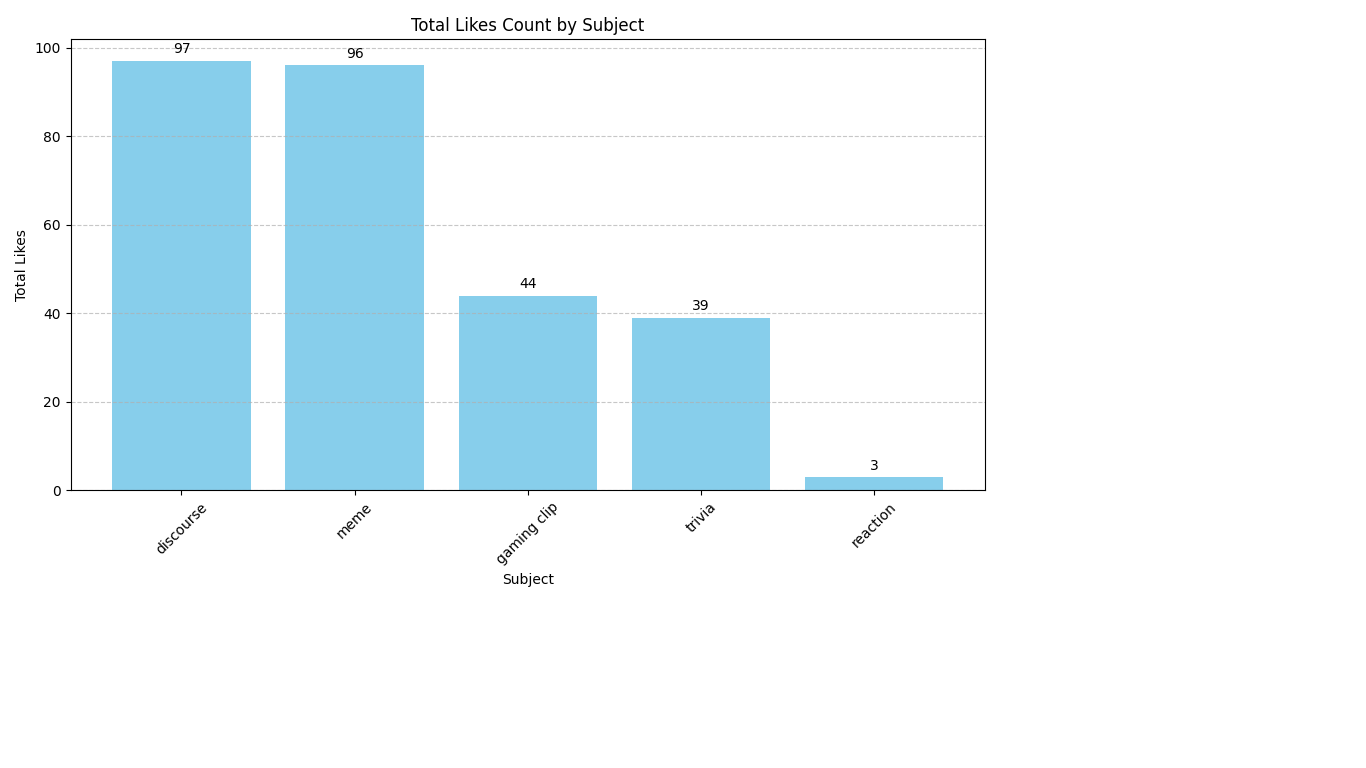 Total Likes Count by Subject
100
80
60
40
20
0
Total Likes
97
96
44
39
3
discourse
meme
gaming clip
trivia
reaction
Subject